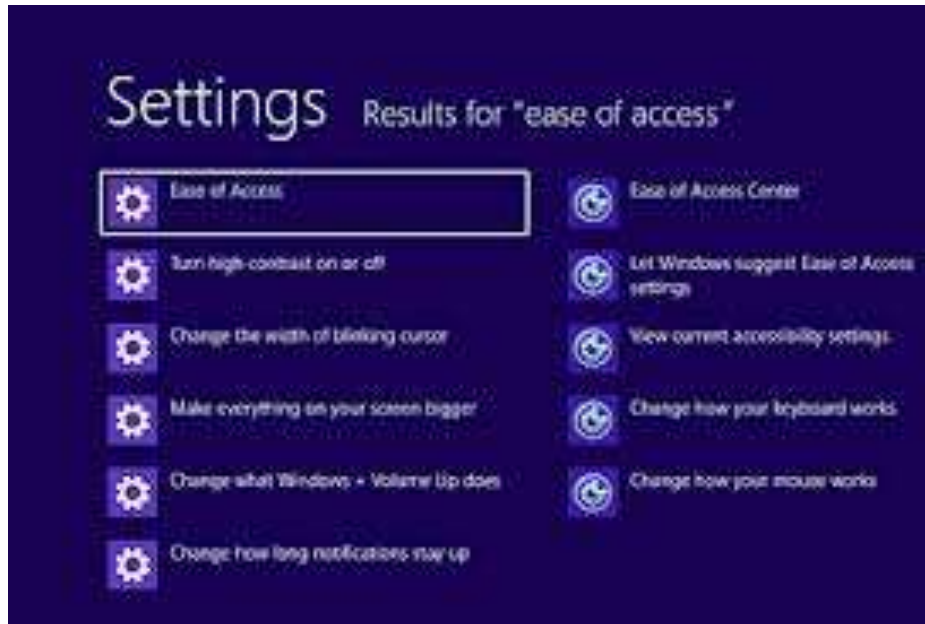 Settings Results for "ease of access"
Ease of Access
Turn high-contrast on or off
Change the width of blinking cursor
Make everything on your screen bigger
Change what Windows + Volume Up does
Change how long notifications stay up
Ease of Access Center
Let Windows suggest Ease of Access
settings
View current accessibility settings
Change how your keyboard works
Change how your mouse works